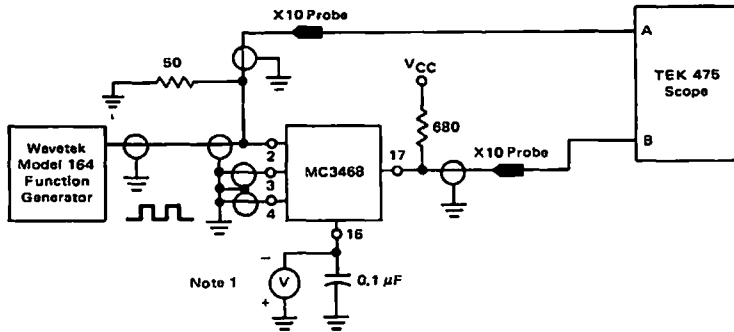 X10 Probe
A
50
VCC
TEK 475
Scope
680
Wavetek
Model 164
Function
Generator
2
MC3468
17
B
X10 Probe
3
4
16
Note 1
−
V
+
0.1 μF